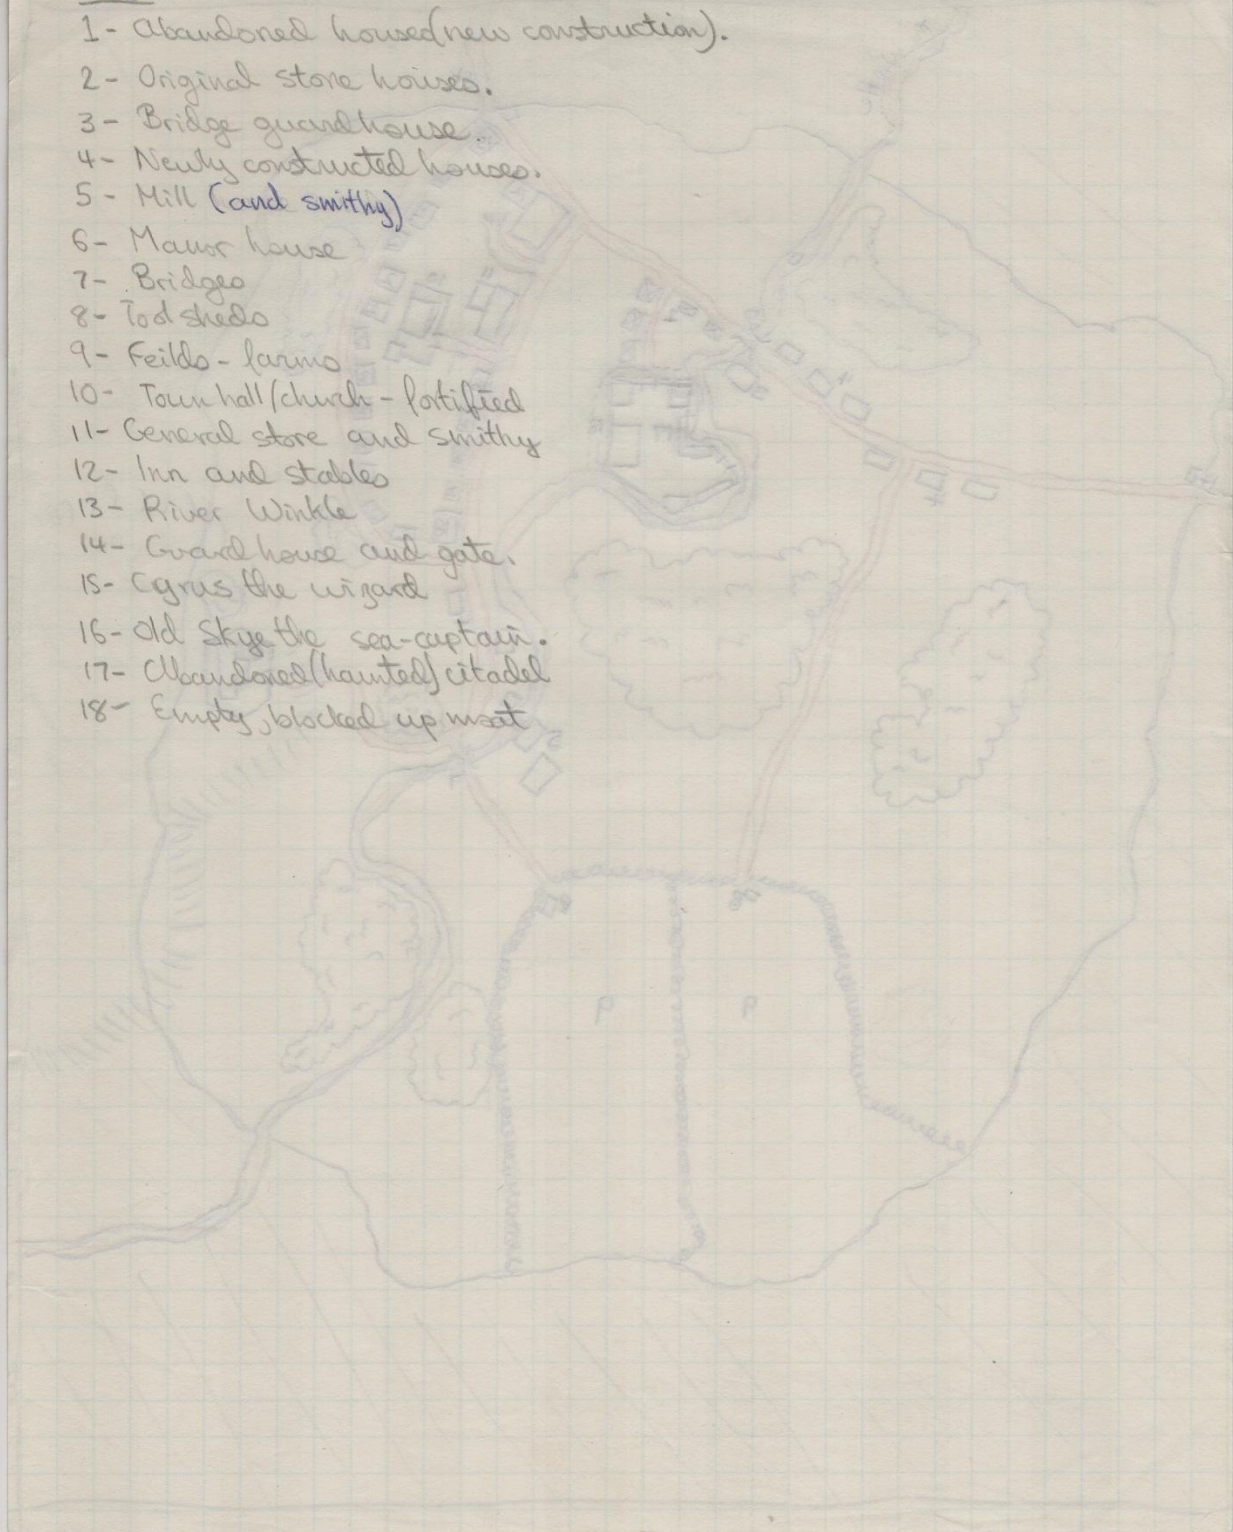 1- Abandoned housed(new construction).
2- Original stone houses.
3- Bridge guardhouse.
4- Newly constructed houses.
5- Mill (and smithy)
6- Manor house
7- Bridges
8- Tool sheds
9- Feilds - farms
10- Town hall/church - fortified
11- General store and smithy
12- Inn and stables
13- River Winkle
14- Guard house and gate.
15- Cyrus the wizard
16- Old Skye the sea-captain.
17- Abandoned (haunted) citadel
18- Empty, blocked up moat